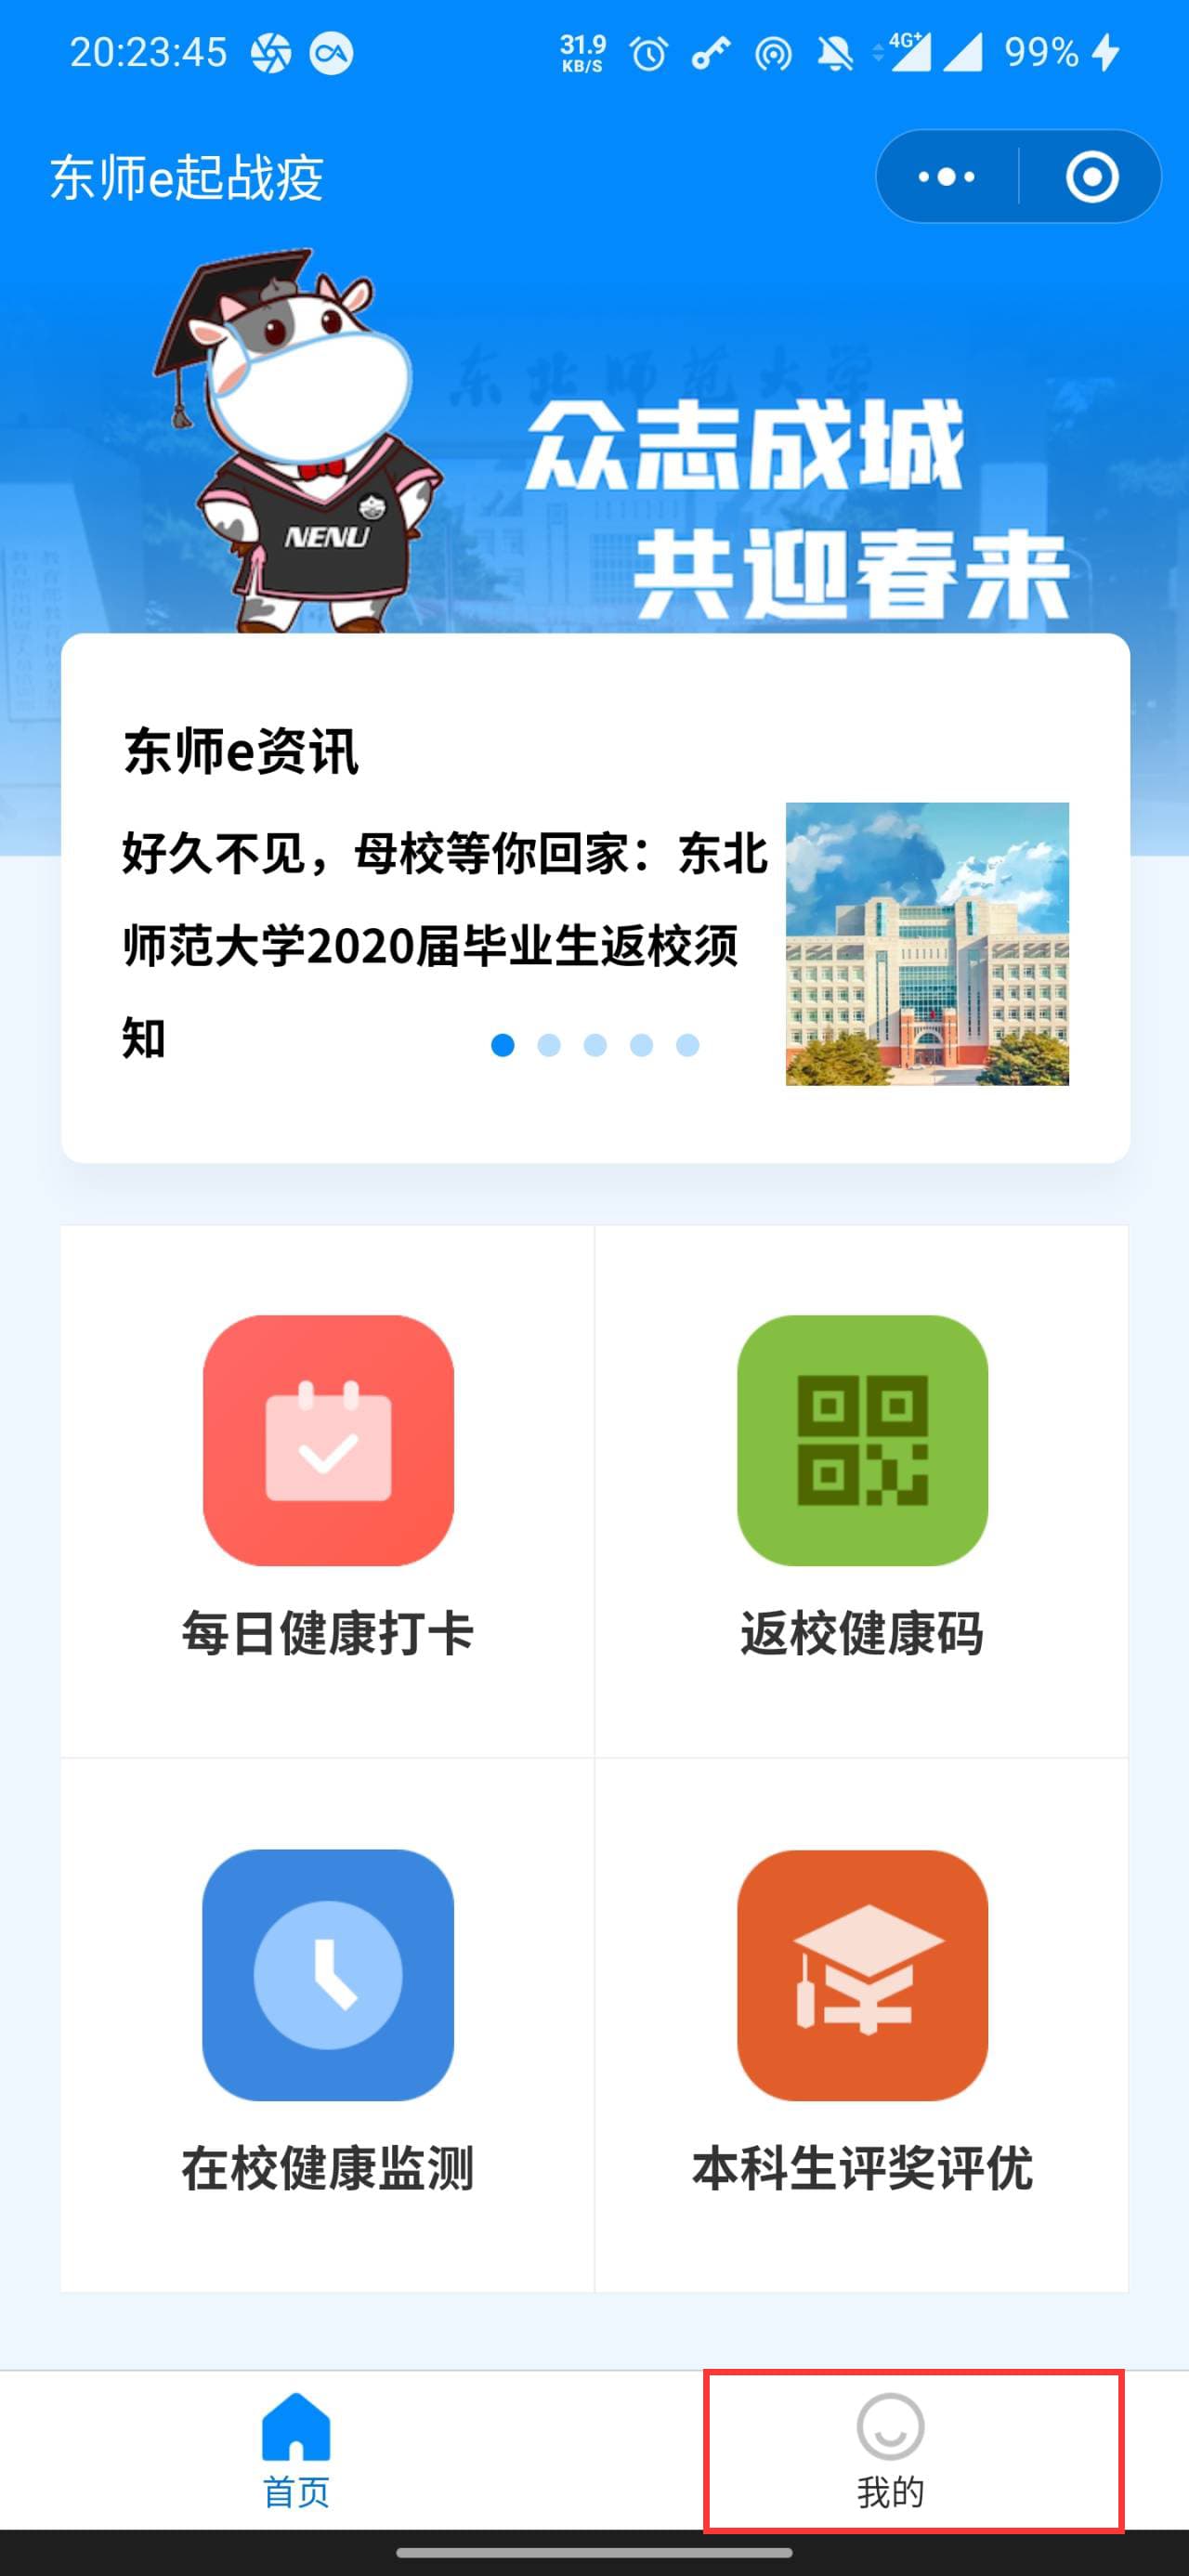 20:23:45
31.9
KB/S
4G+
99%
东师e起战疫
东北师范大学
众志成城
共迎春来
NENU
东师e资讯
好久不见，母校等你回家：东北
师范大学2020届毕业生返校须
知
每日健康打卡
返校健康码
在校健康监测
本科生评奖评优
首页
我的